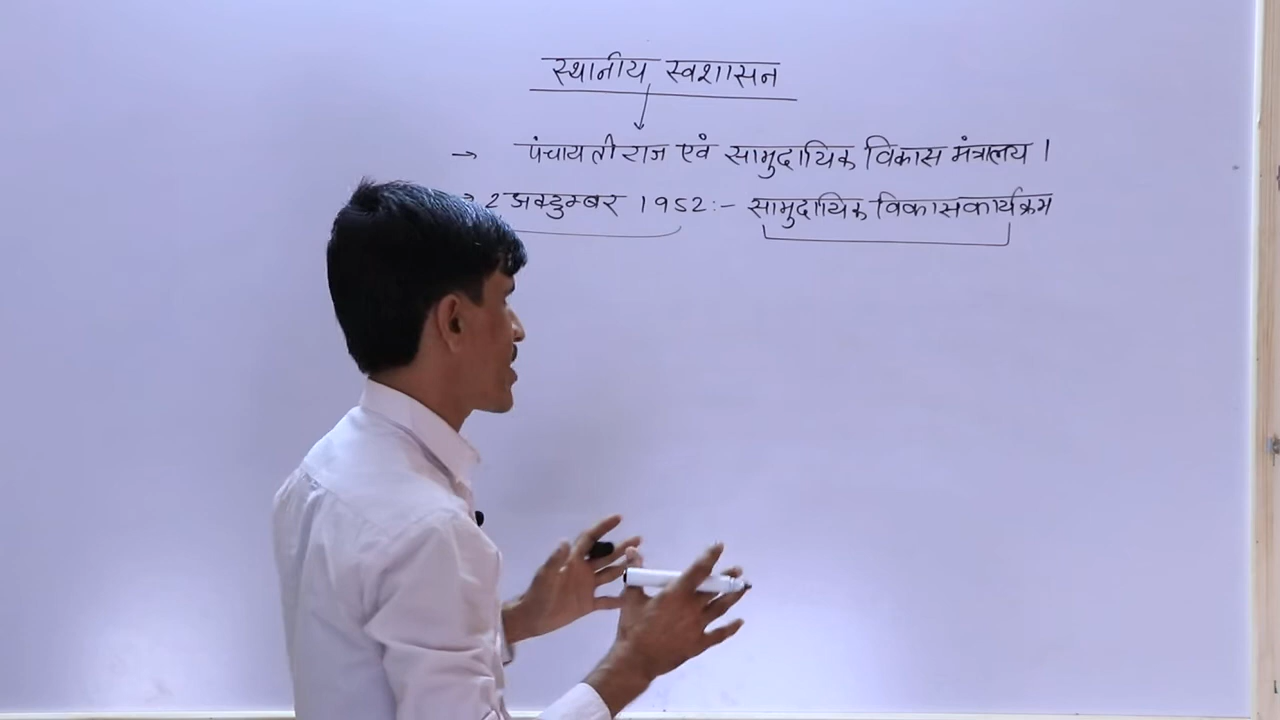 स्थानीय स्वशासन
→ पंचायती राज एवं सामुदायिक विकास मंत्रालय ।
→ 2 अक्टुम्बर 1952:- सामुदायिक विकासकार्यक्रम